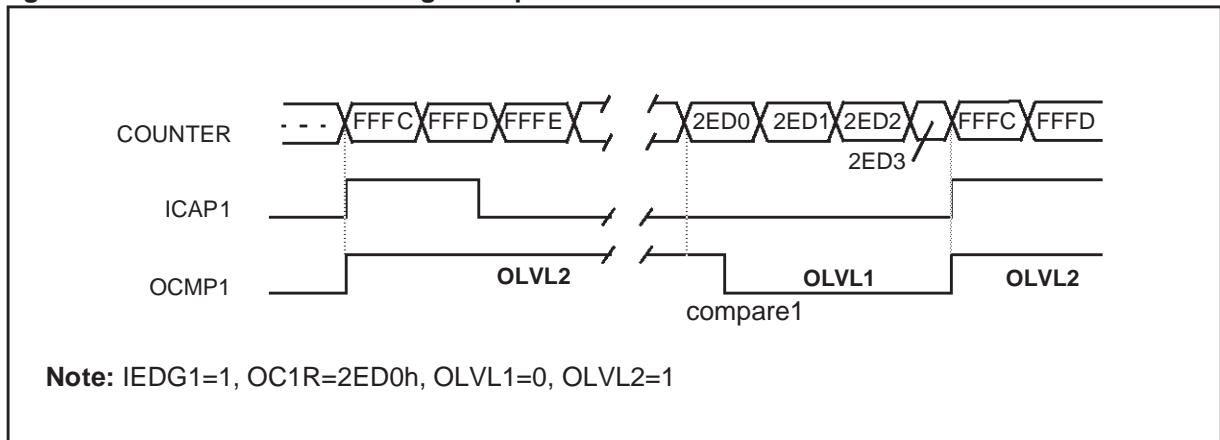 COUNTER
- - - FFFC FFFD FFFE 2ED0 2ED1 2ED2 FFFC FFFD
2ED3
ICAP1
OCMP1
OLVL2 OLVL1 OLVL2
compare1
Note: IEDG1=1, OC1R=2ED0h, OLVL1=0, OLVL2=1